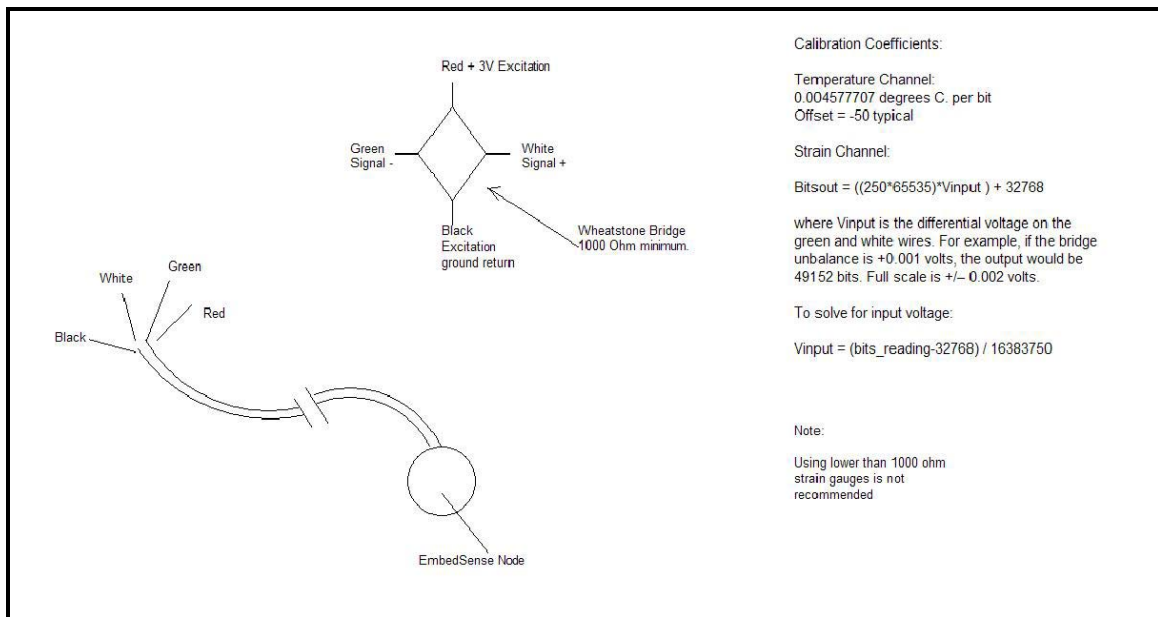 Red + 3V Excitation
Green
Signal -
White
Signal +
Black
Excitation
ground return
Wheatstone Bridge
1000 Ohm minimum.
White
Green
Red
Black
EmbedSense Node
Calibration Coefficients:
Temperature Channel:
0.004577707 degrees C. per bit
Offset = -50 typical
Strain Channel:
Bitsout = ((250*65535)*Vinput ) + 32768
where Vinput is the differential voltage on the
green and white wires. For example, if the bridge
unbalance is +0.001 volts, the output would be
49152 bits. Full scale is +/– 0.002 volts.
To solve for input voltage:
Vinput = (bits_reading-32768) / 16383750
Note:
Using lower than 1000 ohm
strain gauges is not
recommended